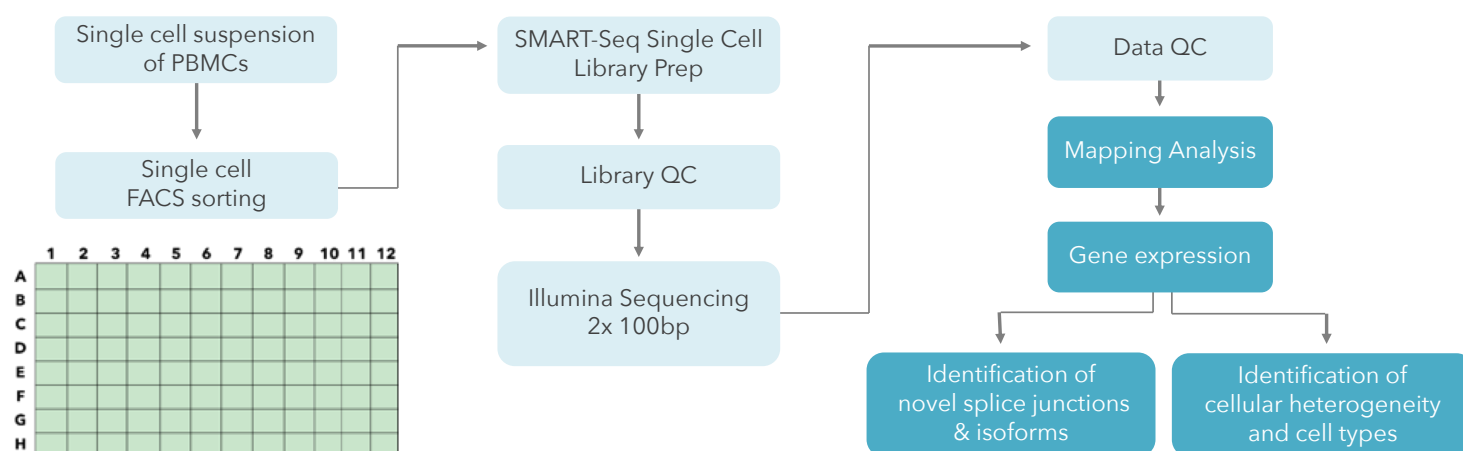 Single cell suspension
of PBMCs
Single cell
FACS sorting
1 2 3 4 5 6 7 8 9 10 11 12
A
B
C
D
E
F
G
H
SMART-Seq Single Cell
Library Prep
Library QC
Illumina Sequencing
2x 100bp
Data QC
Mapping Analysis
Gene expression
Identification of
novel splice junctions
& isoforms
Identification of
cellular heterogeneity
and cell types